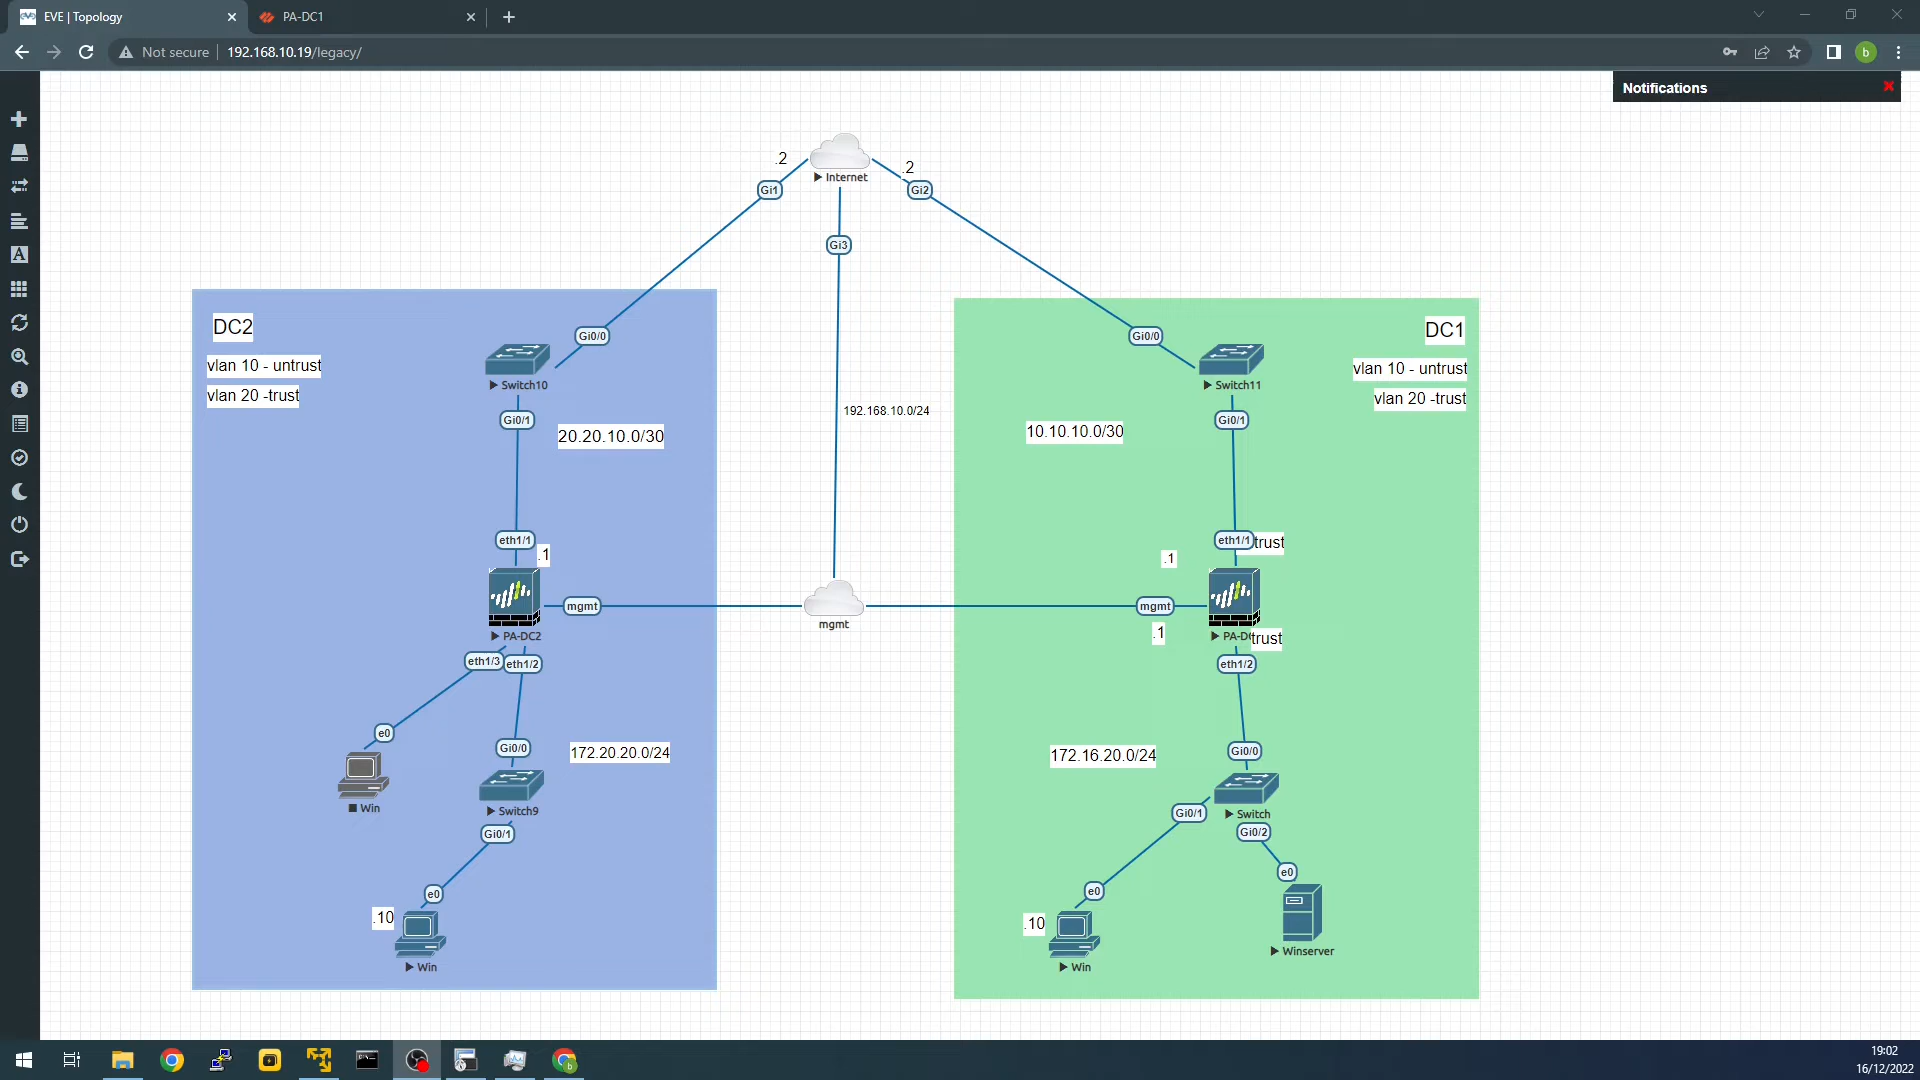 EVE | Topology
PA-DC1
Not secure
192.168.10.19/legacy/
b
Notifications
.2
.2
Internet
Gi1
Gi2
Gi3
DC2
vlan 10 - untrust
vlan 20 -trust
Gi0/0
Switch10
Gi0/1
20.20.10.0/30
192.168.10.0/24
10.10.10.0/30
DC1
vlan 10 - untrust
vlan 20 -trust
Gi0/0
Switch11
Gi0/1
eth1/1
.1
eth1/1
trust
.1
mgmt
mgmt
mgmt
PA-DC2
.1
PA-D
trust
eth1/3
eth1/2
eth1/2
e0
Gi0/0
172.20.20.0/24
172.16.20.0/24
Gi0/0
Win
Switch9
Gi0/1
Gi0/1
Switch
Gi0/2
e0
.10
Win
e0
.10
Win
e0
Winserver
19:02
16/12/2022